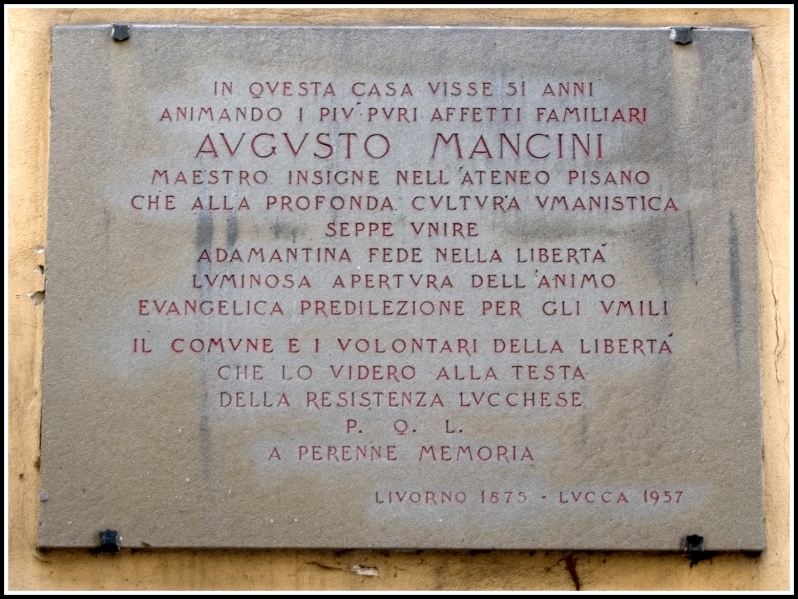 IN QVESTA CASA VISSE 51 ANNI
ANIMANDO I PIV' PVRI AFFETTI FAMILIARI
AVGVSTO MANCINI
MAESTRO INSIGNE NELL'ATENEO PISANO
CHE ALLA PROFONDA CVLTVRA VMANISTICA
SEPPE VNIRE
ADAMANTINA FEDE NELLA LIBERTA'
LVMINOSA APERTVRA DELL'ANIMO
EVANGELICA PREDILEZIONE PER GLI VMILI
IL COMVNE E I VOLONTARI DELLA LIBERTA'
CHE LO VIDERO ALLA TESTA
DELLA RESISTENZA LVCCHESE
P. Q. L.
A PERENNE MEMORIA
LIVORNO 1875 - LVCCA 1957